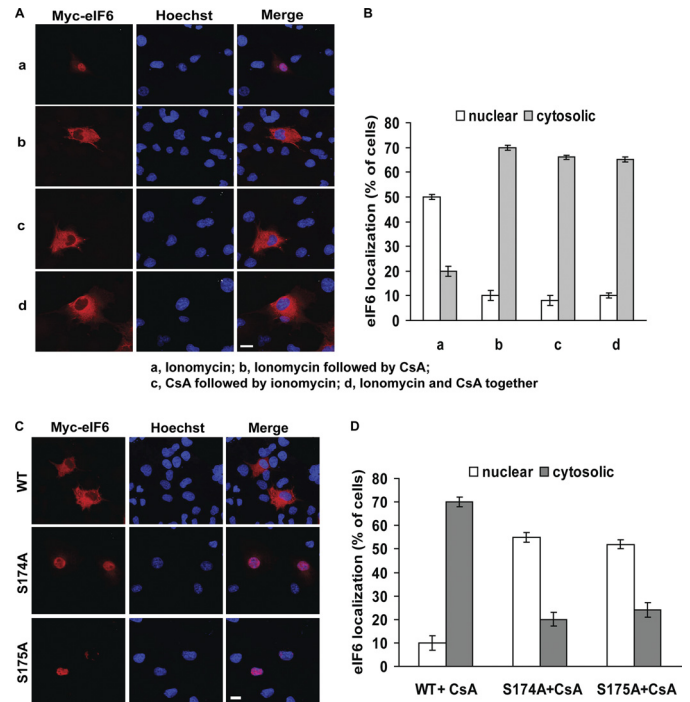 A
Myc-eIF6 Hoechst Merge
a
b
c
d
B
nuclear cytosolic
eIF6 localization (% of cells)
80
70
60
50
40
30
20
10
0
a b c d
a, Ionomycin; b, Ionomycin followed by CsA;
c, CsA followed by ionomycin; d, Ionomycin and CsA together
C
Myc-eIF6 Hoechst Merge
WT
S174A
S175A
D
nuclear cytosolic
eIF6 localization (% of cells)
80
70
60
50
40
30
20
10
0
WT+ CsA S174A+CsA S175A+CsA